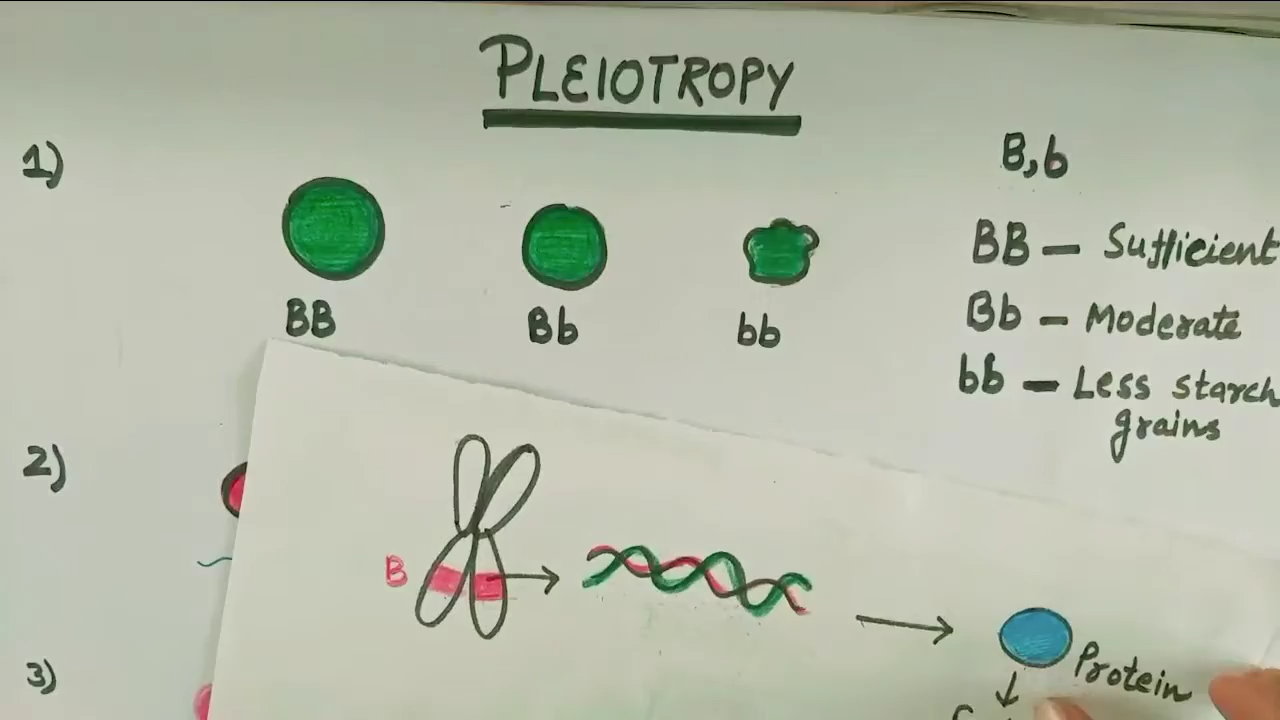 PLEIOTROPY
1)
B,b
BB Bb bb
BB — Sufficient
Bb — Moderate
bb — Less starch
grains
2)
B
Protein
3)